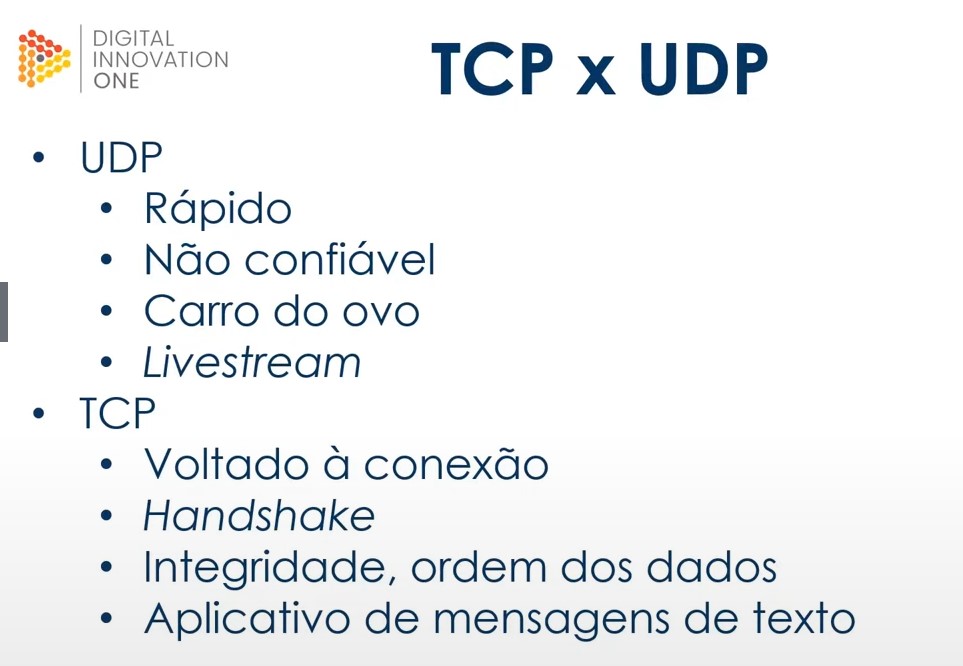 DIGITAL
INNOVATION
ONE
TCP x UDP
• UDP
• Rápido
• Não confiável
• Carro do ovo
• Livestream
• TCP
• Voltado à conexão
• Handshake
• Integridade, ordem dos dados
• Aplicativo de mensagens de texto